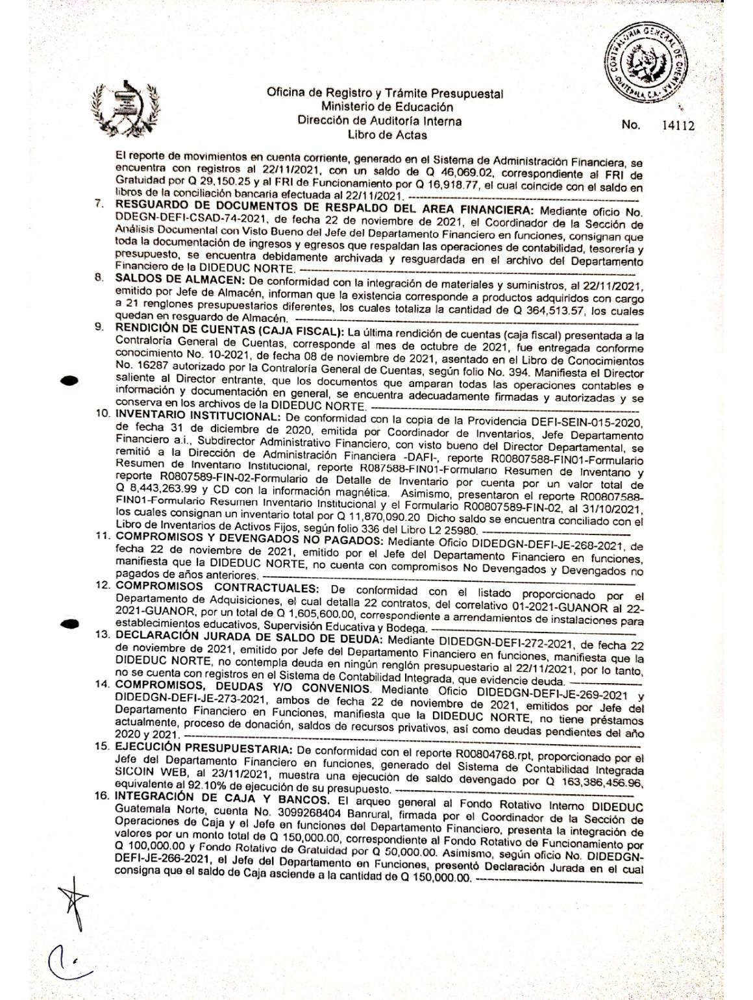 CONTRALORIA GENERAL DE CUENTAS
GUATEMALA, C.A.
Oficina de Registro y Trámite Presupuestal
Ministerio de Educación
Dirección de Auditoría Interna
Libro de Actas
No. 14112
El reporte de movimientos en cuenta corriente, generado en el Sistema de Administración Financiera, se
encuentra con registros al 22/11/2021, con un saldo de Q 46,069.02, correspondiente al FRI de
Gratuidad por Q 29,150.25 y al FRI de Funcionamiento por Q 16,918.77, el cual coincide con el saldo en
libros de la conciliación bancaria efectuada al 22/11/2021. ---
7. RESGUARDO DE DOCUMENTOS DE RESPALDO DEL AREA FINANCIERA: Mediante oficio No.
DDEGN-DEFI-CSAD-74-2021, de fecha 22 de noviembre de 2021, el Coordinador de la Sección de
Análisis Documental con Visto Bueno del Jefe del Departamento Financiero en funciones, consignan que
toda la documentación de ingresos y egresos que respaldan las operaciones de contabilidad, tesorería y
presupuesto, se encuentra debidamente archivada y resguardada en el archivo del Departamento
Financiero de la DIDEDUC NORTE. ---
8. SALDOS DE ALMACEN: De conformidad con la integración de materiales y suministros, al 22/11/2021,
emitido por Jefe de Almacén, informan que la existencia corresponde a productos adquiridos con cargo
a 21 renglones presupuestarios diferentes, los cuales totaliza la cantidad de Q 364,513.57, los cuales
quedan en resguardo de Almacén. ---
9. RENDICIÓN DE CUENTAS (CAJA FISCAL): La última rendición de cuentas (caja fiscal) presentada a la
Contraloría General de Cuentas, corresponde al mes de octubre de 2021, fue entregada conforme
conocimiento No. 10-2021, de fecha 08 de noviembre de 2021, asentado en el Libro de Conocimientos
No. 16287 autorizado por la Contraloría General de Cuentas, según folio No. 394. Manifiesta el Director
saliente al Director entrante, que los documentos que amparan todas las operaciones contables e
información y documentación en general, se encuentra adecuadamente firmadas y autorizadas y se
conserva en los archivos de la DIDEDUC NORTE. ---
10. INVENTARIO INSTITUCIONAL: De conformidad con la copia de la Providencia DEFI-SEIN-015-2020,
de fecha 31 de diciembre de 2020, emitida por Coordinador de Inventarios, Jefe Departamento
Financiero a.i., Subdirector Administrativo Financiero, con visto bueno del Director Departamental, se
remitió a la Dirección de Administración Financiera -DAFI-, reporte R00807588-FIN01-Formulario
Resumen de Inventario Institucional, reporte R087588-FIN01-Formulario Resumen de Inventario y
reporte R0807589-FIN-02-Formulario de Detalle de Inventario por cuenta por un valor total de
Q 8,443,263.99 y CD con la información magnética. Asimismo, presentaron el reporte R00807588-
FIN01-Formulario Resumen Inventario Institucional y el Formulario R00807589-FIN-02, al 31/10/2021,
los cuales consignan un inventario total por Q 11,870,090.20 Dicho saldo se encuentra conciliado con el
Libro de Inventarios de Activos Fijos, según folio 336 del Libro L2 25980. ---
11. COMPROMISOS Y DEVENGADOS NO PAGADOS: Mediante Oficio DIDEDGN-DEFI-JE-268-2021, de
fecha 22 de noviembre de 2021, emitido por el Jefe del Departamento Financiero en funciones,
manifiesta que la DIDEDUC NORTE, no cuenta con compromisos No Devengados y Devengados no
pagados de años anteriores. ---
12. COMPROMISOS CONTRACTUALES: De conformidad con el listado proporcionado por el
Departamento de Adquisiciones, el cual detalla 22 contratos, del correlativo 01-2021-GUANOR al 22-
2021-GUANOR, por un total de Q 1,605,600.00, correspondiente a arrendamientos de instalaciones para
establecimientos educativos, Supervisión Educativa y Bodega. ---
13. DECLARACIÓN JURADA DE SALDO DE DEUDA: Mediante DIDEDGN-DEFI-272-2021, de fecha 22
de noviembre de 2021, emitido por Jefe del Departamento Financiero en funciones, manifiesta que la
DIDEDUC NORTE, no contempla deuda en ningún renglón presupuestario al 22/11/2021, por lo tanto,
no se cuenta con registros en el Sistema de Contabilidad Integrada, que evidencie deuda. ---
14. COMPROMISOS, DEUDAS Y/O CONVENIOS. Mediante Oficio DIDEDGN-DEFI-JE-269-2021 y
DIDEDGN-DEFI-JE-273-2021, ambos de fecha 22 de noviembre de 2021, emitidos por Jefe del
Departamento Financiero en Funciones, manifiesta que la DIDEDUC NORTE, no tiene préstamos
actualmente, proceso de donación, saldos de recursos privativos, así como deudas pendientes del año
2020 y 2021. ---
15. EJECUCIÓN PRESUPUESTARIA: De conformidad con el reporte R00804768.rpt, proporcionado por el
Jefe del Departamento Financiero en funciones, generado del Sistema de Contabilidad Integrada
SICOIN WEB, al 23/11/2021, muestra una ejecución de saldo devengado por Q 163,386,456.96,
equivalente al 92.10% de ejecución de su presupuesto. ---
16. INTEGRACIÓN DE CAJA Y BANCOS. El arqueo general al Fondo Rotativo Interno DIDEDUC
Guatemala Norte, cuenta No. 3099268404 Banrural, firmada por el Coordinador de la Sección de
Operaciones de Caja y el Jefe en funciones del Departamento Financiero, presenta la integración de
valores por un monto total de Q 150,000.00, correspondiente al Fondo Rotativo de Funcionamiento por
Q 100,000.00 y Fondo Rotativo de Gratuidad por Q 50,000.00. Asimismo, según oficio No. DIDEDGN-
DEFI-JE-266-2021, el Jefe del Departamento en Funciones, presentó Declaración Jurada en el cual
consigna que el saldo de Caja asciende a la cantidad de Q 150,000.00. ---